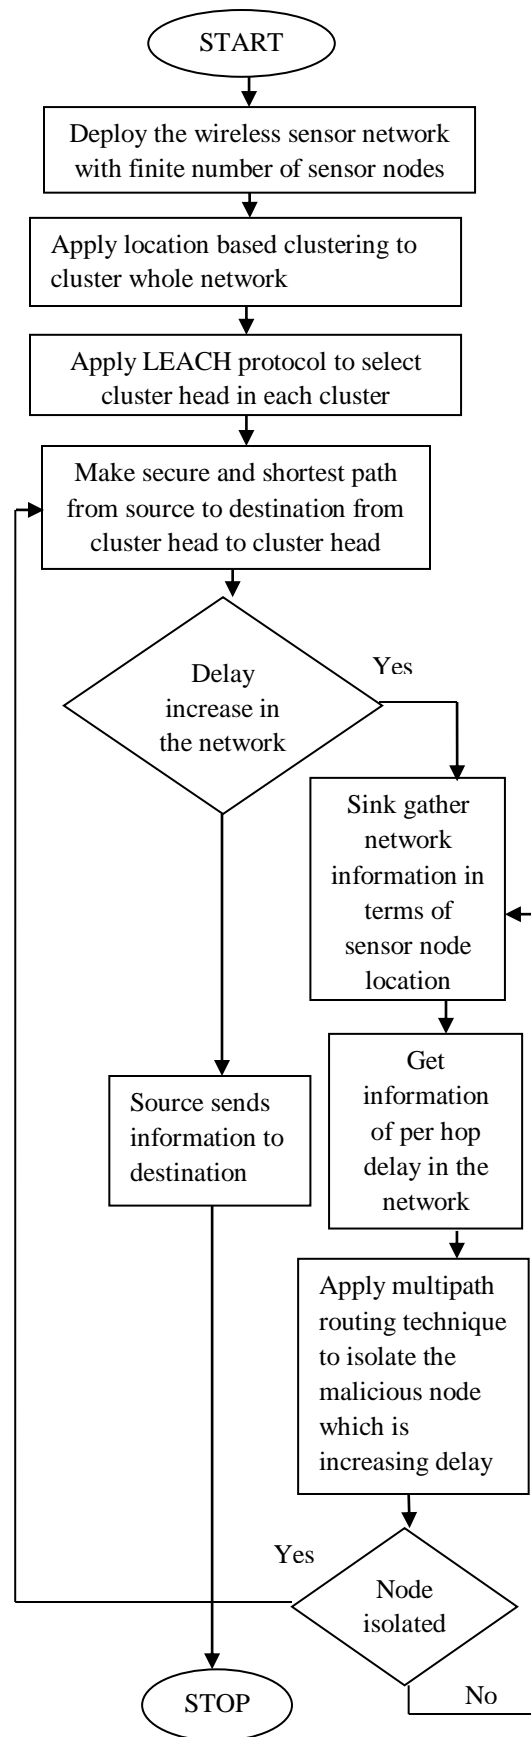 START
Deploy the wireless sensor network
with finite number of sensor nodes
Apply location based clustering to
cluster whole network
Apply LEACH protocol to select
cluster head in each cluster
Make secure and shortest path
from source to destination from
cluster head to cluster head
Delay
increase in
the network
Yes
Sink gather
network
information in
terms of
sensor node
location
Get
information
of per hop
delay in the
network
Source sends
information to
destination
Apply multipath
routing technique
to isolate the
malicious node
which is
increasing delay
Yes
Node
isolated
No
STOP